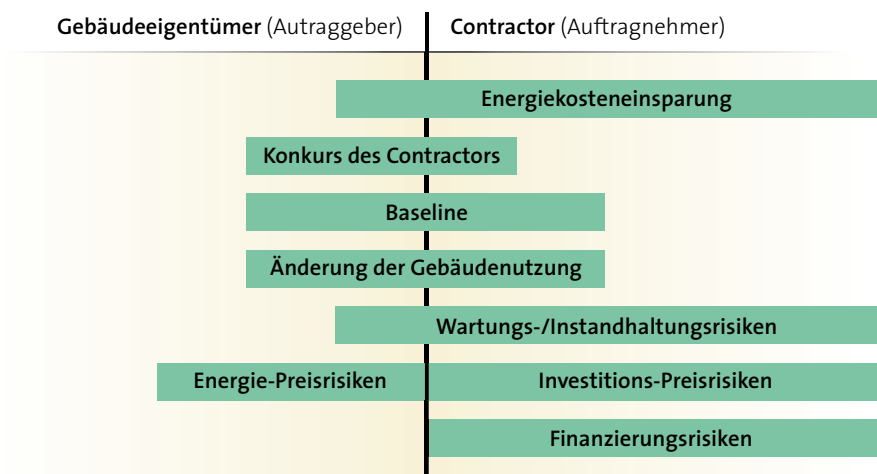 Gebäudeeigentümer (Autraggeber)
Contractor (Auftragnehmer)
Energiekosteneinsparung
Konkurs des Contractors
Baseline
Änderung der Gebäudenutzung
Wartungs-/Instandhaltungsrisiken
Energie-Preisrisiken
Investitions-Preisrisiken
Finanzierungsrisiken